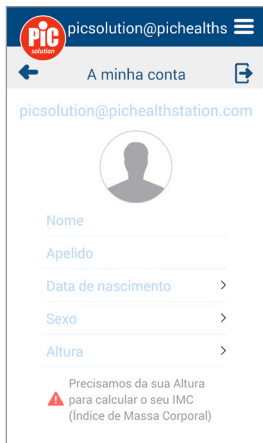 PiC
solution
picsolution@pichealths
A minha conta
picsolution@pichealthstation.com
Nome
Apelido
Data de nascimento
Sexo
Altura
Precisamos da sua Altura
para calcular o seu IMC
(Índice de Massa Corporal)